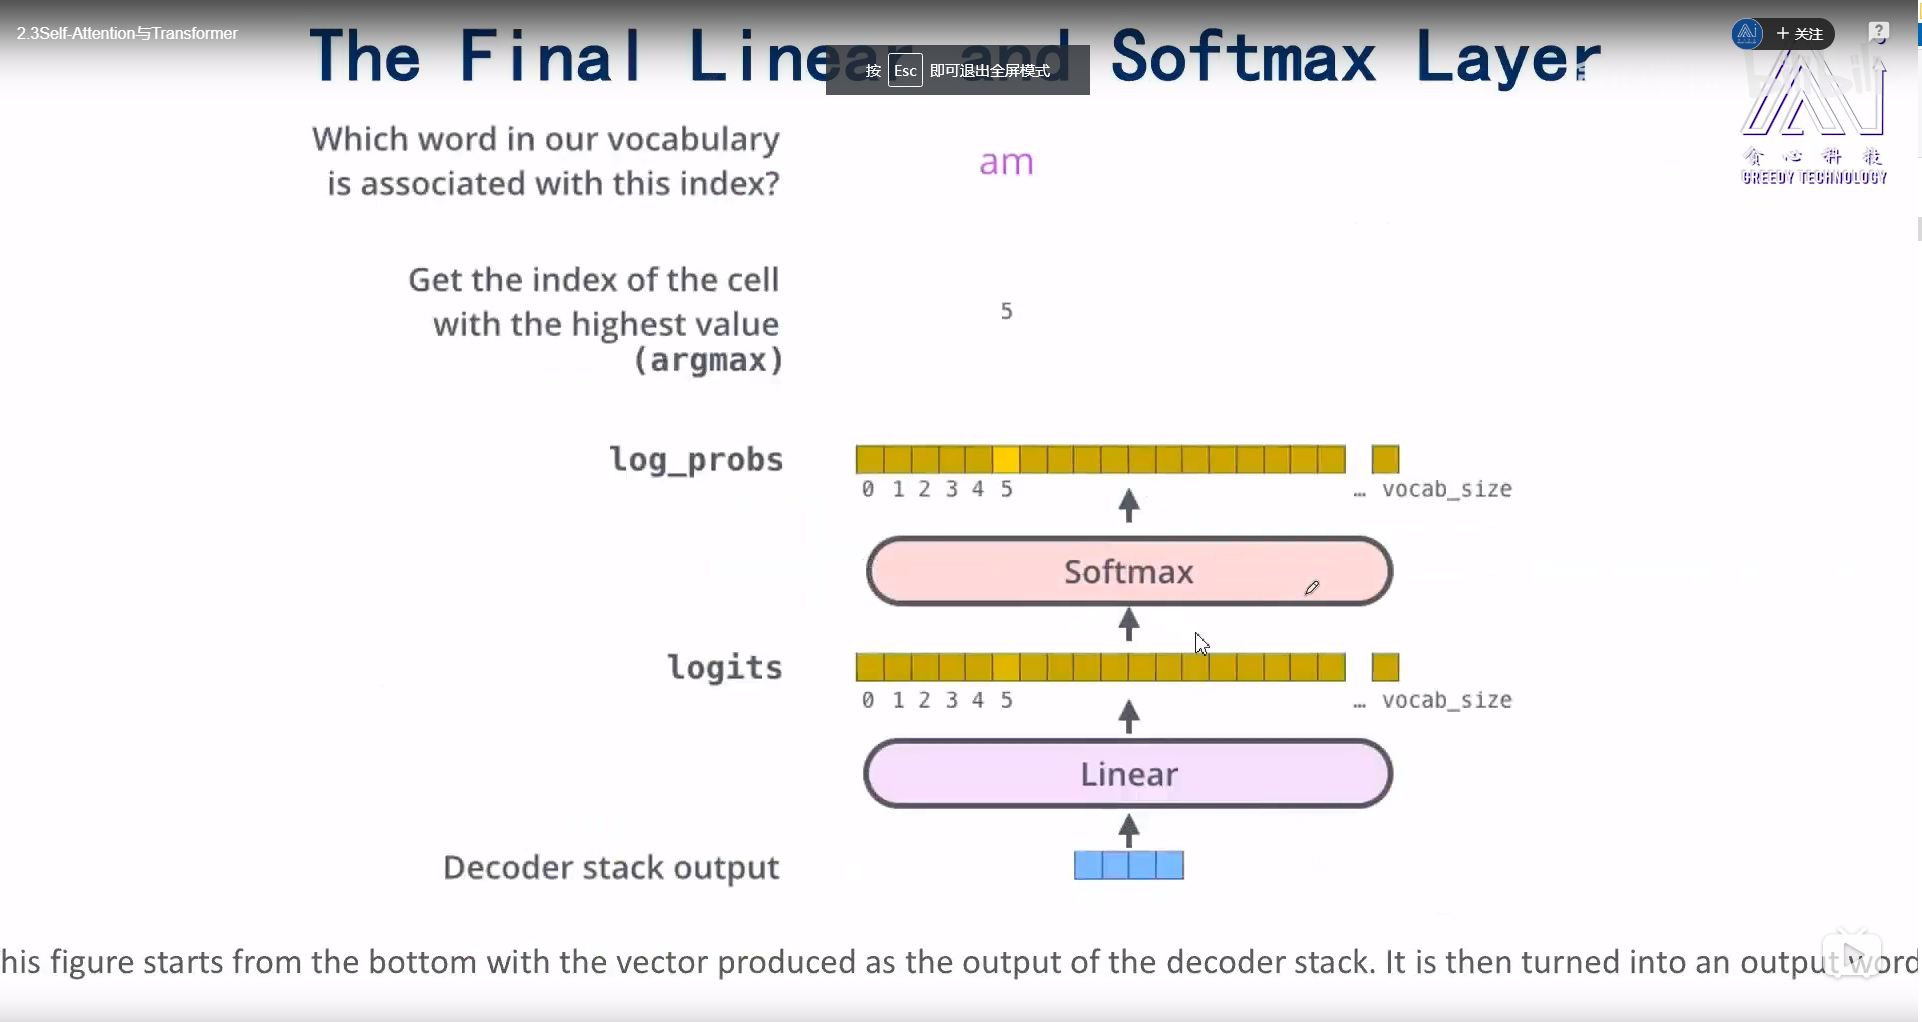 2.3Self-Attention与Transformer
The Final Linear and Softmax Layer
按 Esc 即可退出全屏模式
+ 关注
?
bilibili
贪心科技
GREEDY TECHNOLOGY
Which word in our vocabulary
is associated with this index?
am
Get the index of the cell
with the highest value
(argmax)
5
log_probs
0 1 2 3 4 5 … vocab_size
Softmax
logits
0 1 2 3 4 5 … vocab_size
Linear
Decoder stack output
his figure starts from the bottom with the vector produced as the output of the decoder stack. It is then turned into an output word